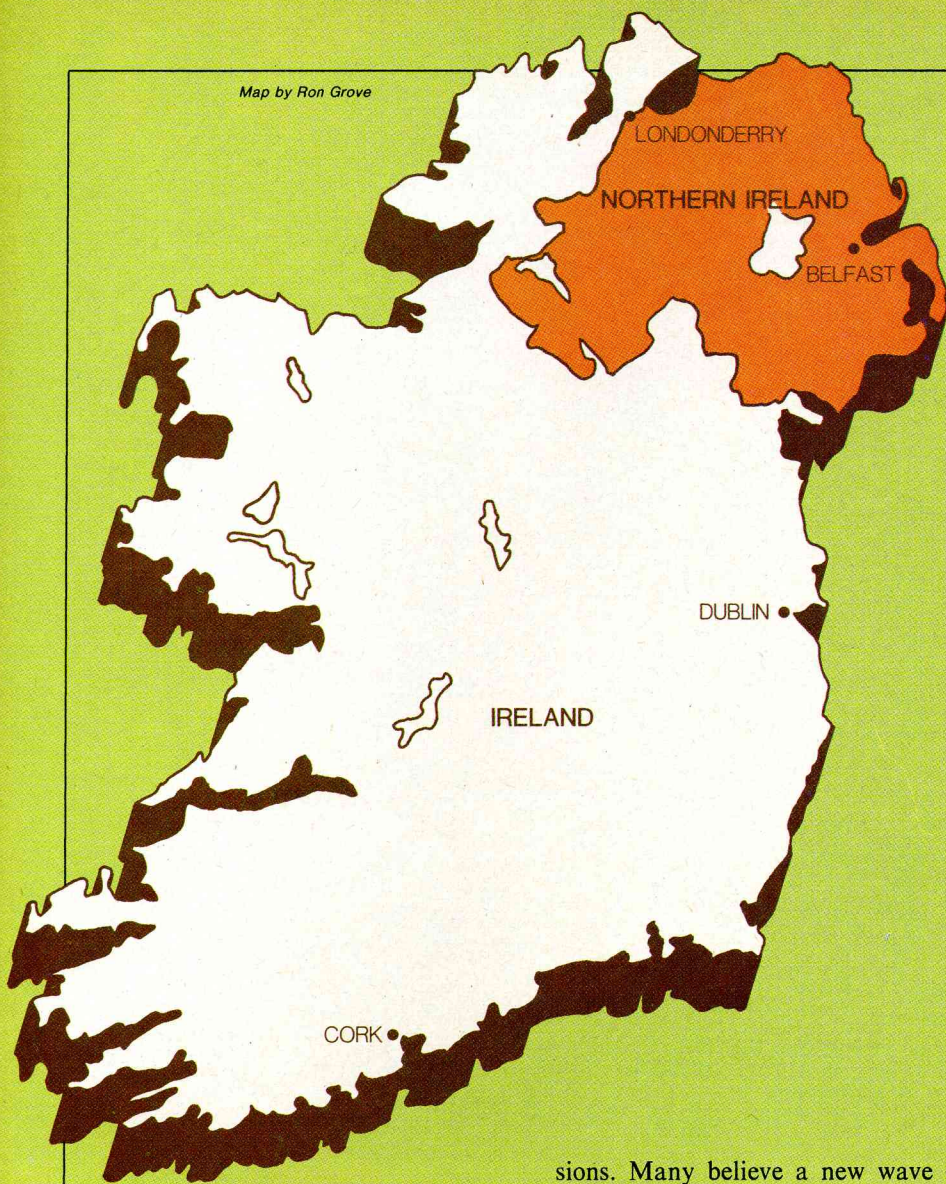 Map by Ron Grove
LONDONDERRY
NORTHERN IRELAND
BELFAST
DUBLIN
IRELAND
CORK
sions. Many believe a new wave